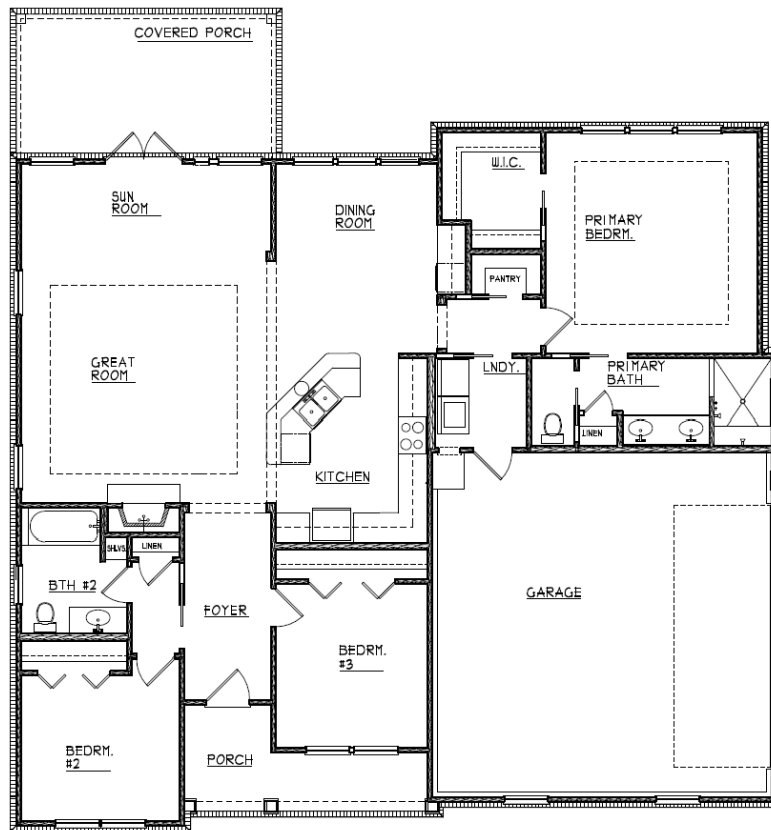 COVERED PORCH
W.I.C.
SUN
ROOM
DINING
ROOM
PRIMARY
BEDRM.
PANTRY
GREAT
ROOM
LNDY.
PRIMARY
BATH
LINEN
KITCHEN
SHLVS.
LINEN
BTH #2
FOYER
GARAGE
BEDRM.
#3
BEDRM.
#2
PORCH